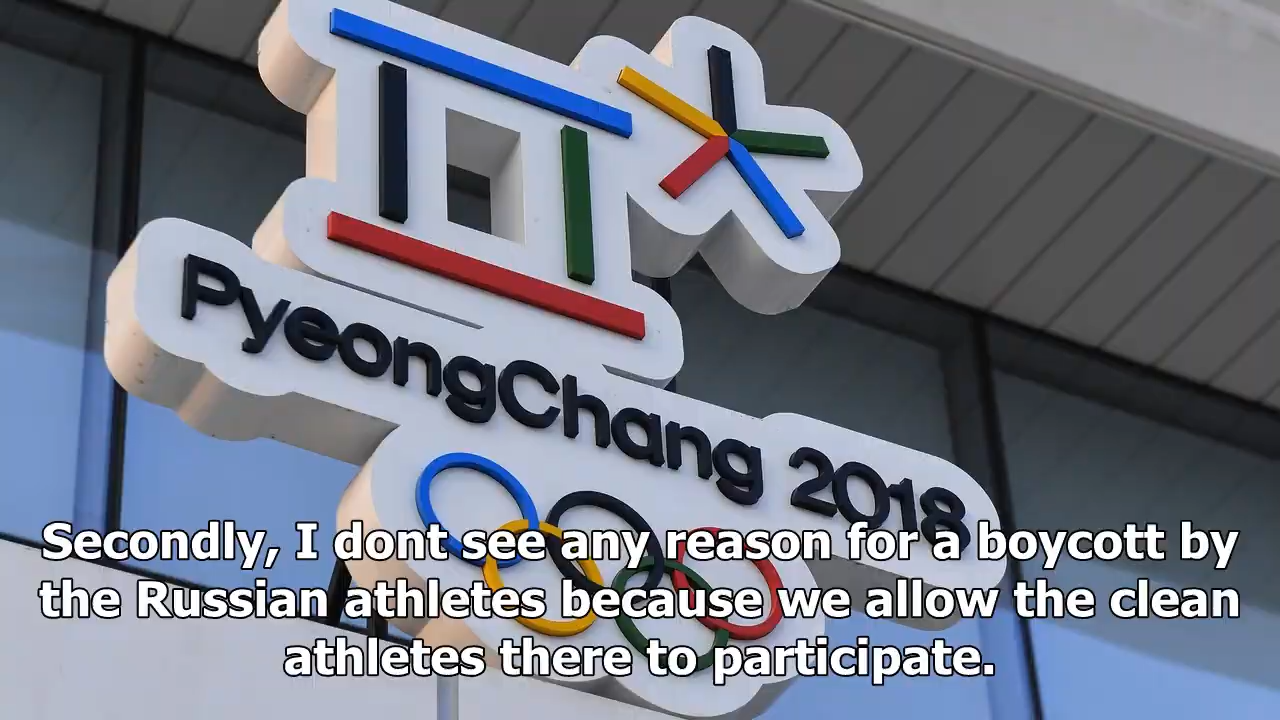 PyeongChang 2018
Secondly, I dont see any reason for a boycott by
the Russian athletes because we allow the clean
athletes there to participate.